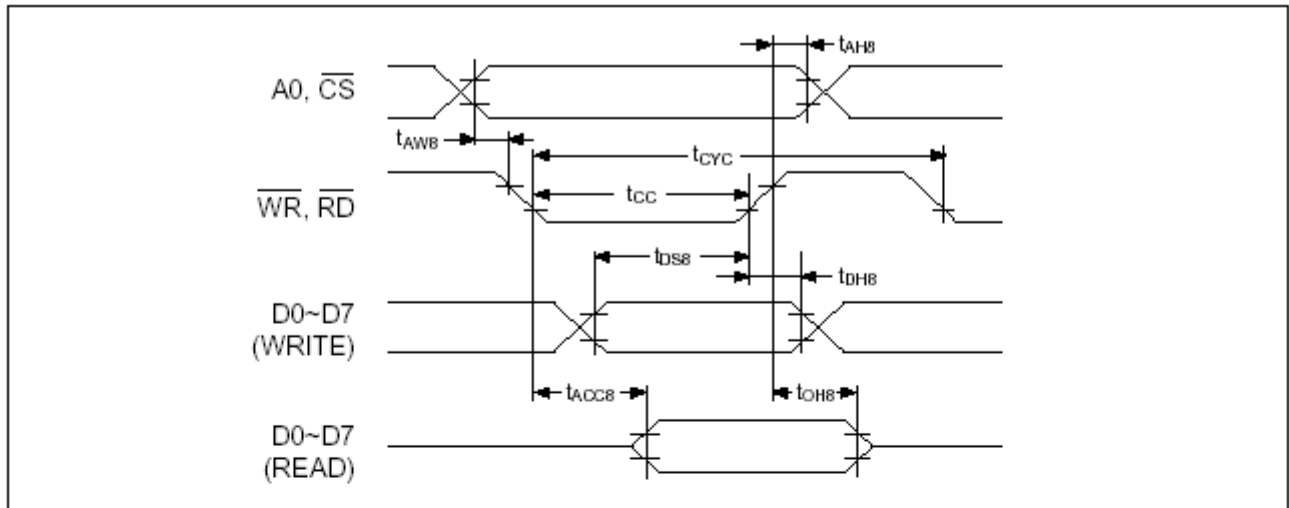 tAH8
A0, CS
tAW8
tCYC
WR, RD
tCC
tDS8
tDH8
D0~D7
(WRITE)
tACC8
tOH8
D0~D7
(READ)